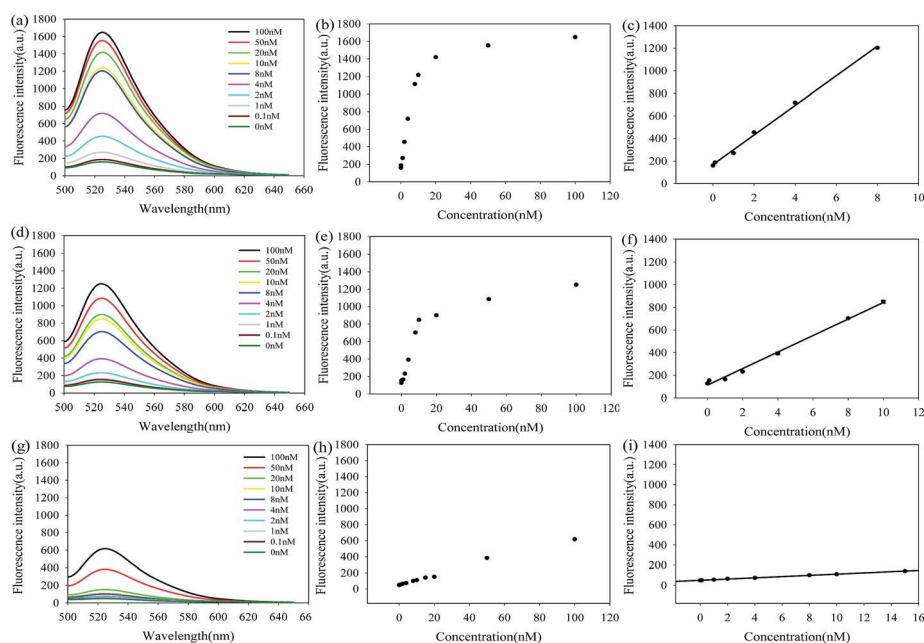 (a)
1800
1600
1400
1200
1000
800
600
400
200
0
Fluorescence intensity(a.u.)
100nM
50nM
20nM
10nM
8nM
4nM
2nM
1nM
0.1nM
0nM
500 520 540 560 580 600 620 640 660
Wavelength(nm)
(b)
1800
1600
1400
1200
1000
800
600
400
200
0
Fluorescence intensity(a.u.)
0 20 40 60 80 100 120
Concentration(nM)
(c)
1400
1200
1000
800
600
400
200
0
Fluorescence intensity(a.u.)
0 2 4 6 8 10
Concentration(nM)
(d)
1800
1600
1400
1200
1000
800
600
400
200
0
Fluorescence intensity(a.u.)
100nM
50nM
20nM
10nM
8nM
4nM
2nM
1nM
0.1nM
0nM
500 520 540 560 580 600 620 640 660
Wavelength(nm)
(e)
1800
1600
1400
1200
1000
800
600
400
200
0
Fluorescence intensity(a.u.)
0 20 40 60 80 100 120
Concentration(nM)
(f)
1400
1200
1000
800
600
400
200
0
Fluorescence intensity(a.u.)
0 2 4 6 8 10 12
Concentration(nM)
(g)
1800
1600
1400
1200
1000
800
600
400
200
0
Fluorescence intensity(a.u.)
100nM
50nM
20nM
10nM
8nM
4nM
2nM
1nM
0.1nM
0nM
500 520 540 560 580 600 620 640 66
Wavelength(nm)
(h)
1800
1600
1400
1200
1000
800
600
400
200
0
Fluorescence intensity(a.u.)
0 20 40 60 80 100 120
Concentration(nM)
(i)
1400
1200
1000
800
600
400
200
0
Fluorescence intensity(a.u.)
0 2 4 6 8 10 12 14 16
Concentration(nM)